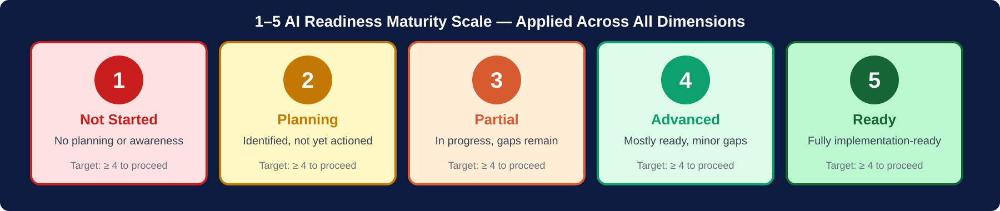 1–5 AI Readiness Maturity Scale — Applied Across All Dimensions
1
Not Started
No planning or awareness
Target: ≥ 4 to proceed
2
Planning
Identified, not yet actioned
Target: ≥ 4 to proceed
3
Partial
In progress, gaps remain
Target: ≥ 4 to proceed
4
Advanced
Mostly ready, minor gaps
Target: ≥ 4 to proceed
5
Ready
Fully implementation-ready
Target: ≥ 4 to proceed